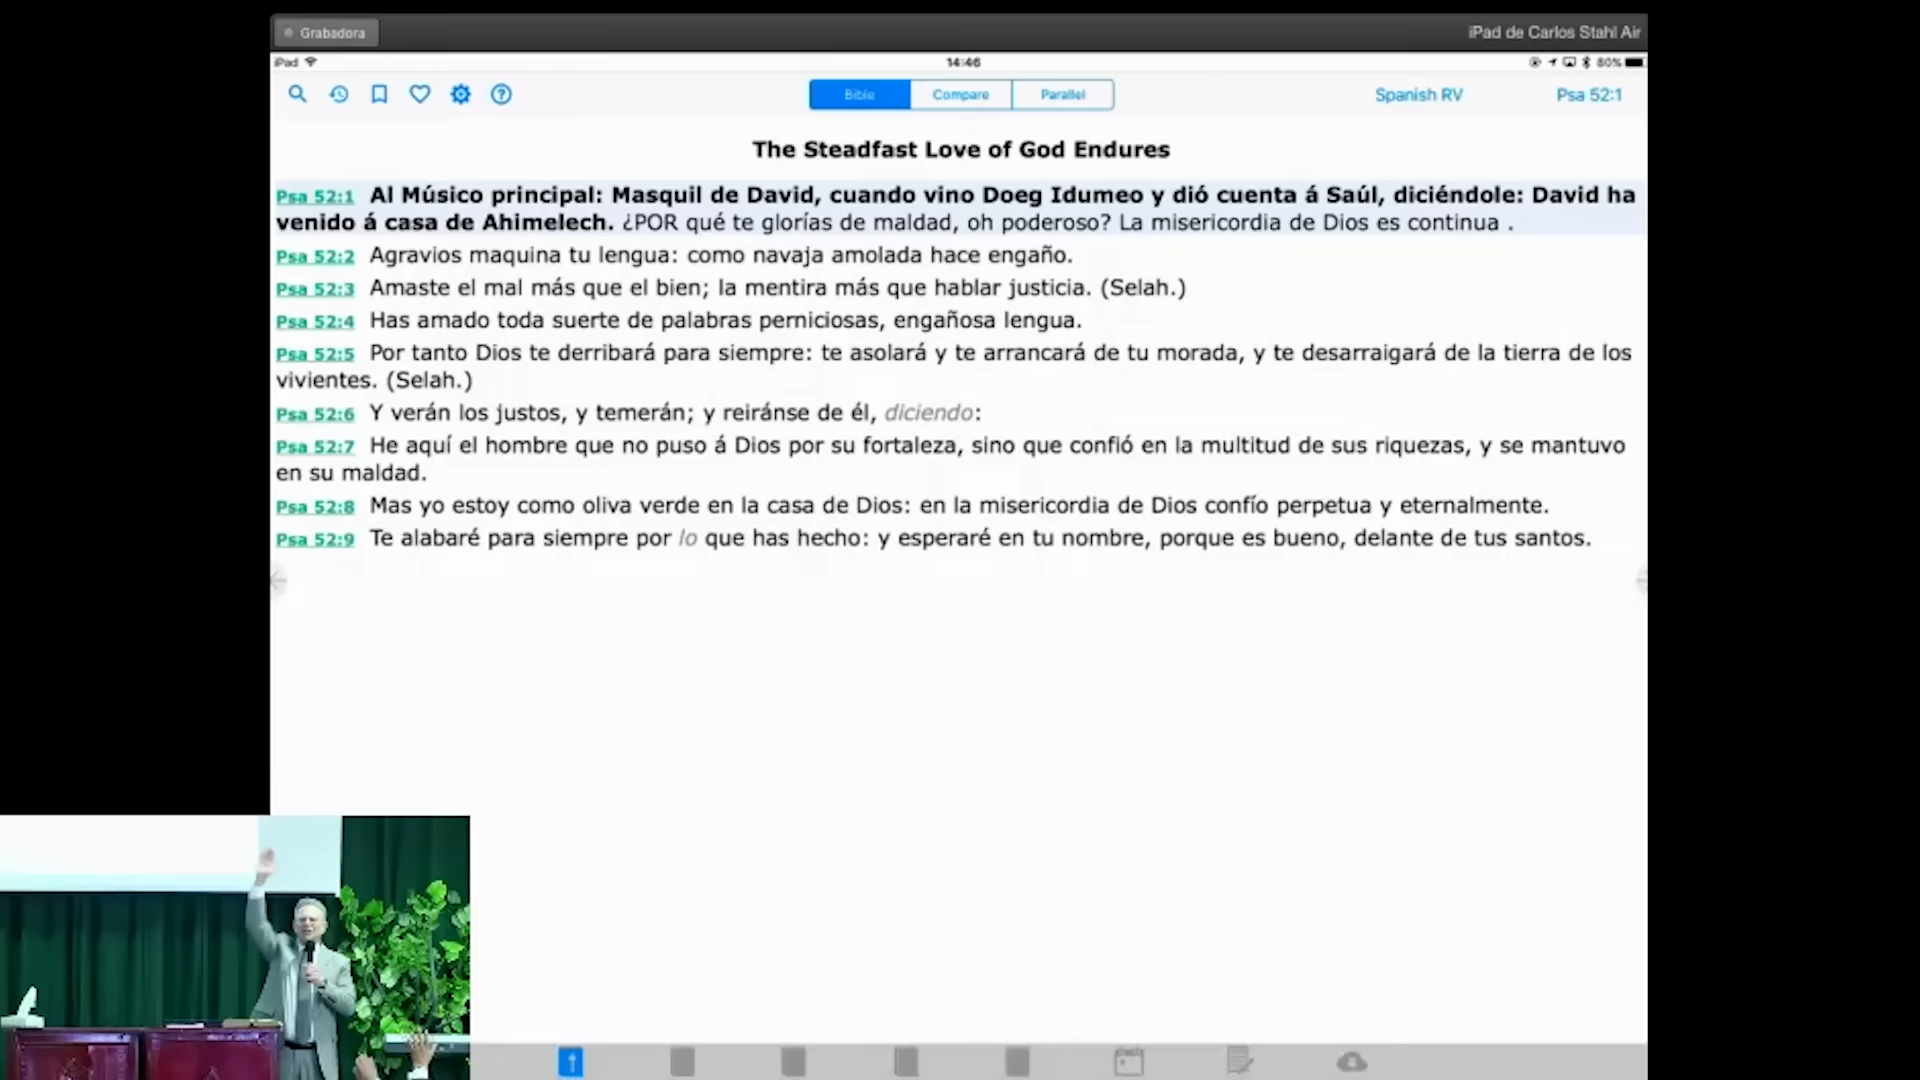 Grabadora
iPad de Carlos Stahl Air
iPad
14:46
80%
Bible
Compare
Parallel
Spanish RV
Psa 52:1
The Steadfast Love of God Endures
Psa 52:1 Al Músico principal: Masquil de David, cuando vino Doeg Idumeo y dió cuenta á Saúl, diciéndole: David ha
venido á casa de Ahimelech. ¿POR qué te glorías de maldad, oh poderoso? La misericordia de Dios es continua .
Psa 52:2 Agravios maquina tu lengua: como navaja amolada hace engaño.
Psa 52:3 Amaste el mal más que el bien; la mentira más que hablar justicia. (Selah.)
Psa 52:4 Has amado toda suerte de palabras perniciosas, engañosa lengua.
Psa 52:5 Por tanto Dios te derribará para siempre: te asolará y te arrancará de tu morada, y te desarraigará de la tierra de los
vivientes. (Selah.)
Psa 52:6 Y verán los justos, y temerán; y reiránse de él, diciendo:
Psa 52:7 He aquí el hombre que no puso á Dios por su fortaleza, sino que confió en la multitud de sus riquezas, y se mantuvo
en su maldad.
Psa 52:8 Mas yo estoy como oliva verde en la casa de Dios: en la misericordia de Dios confío perpetua y eternalmente.
Psa 52:9 Te alabaré para siempre por lo que has hecho: y esperaré en tu nombre, porque es bueno, delante de tus santos.